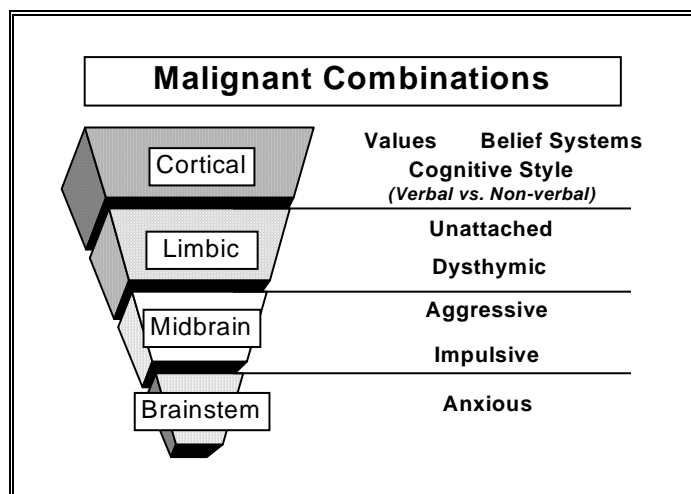 Malignant Combinations
Cortical
Values Belief Systems
Cognitive Style
(Verbal vs. Non-verbal)
Limbic
Unattached
Dysthymic
Midbrain
Aggressive
Impulsive
Brainstem
Anxious